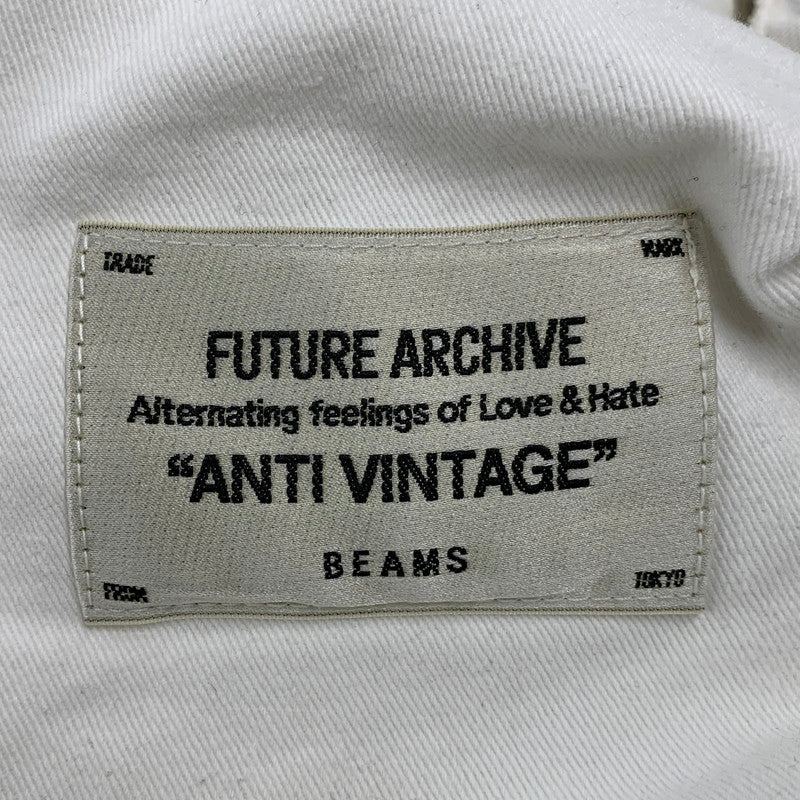 TRADE MARK
FUTURE ARCHIVE
Alternating feelings of Love & Hate
“ANTI VINTAGE”
BEAMS
FROM TOKYO